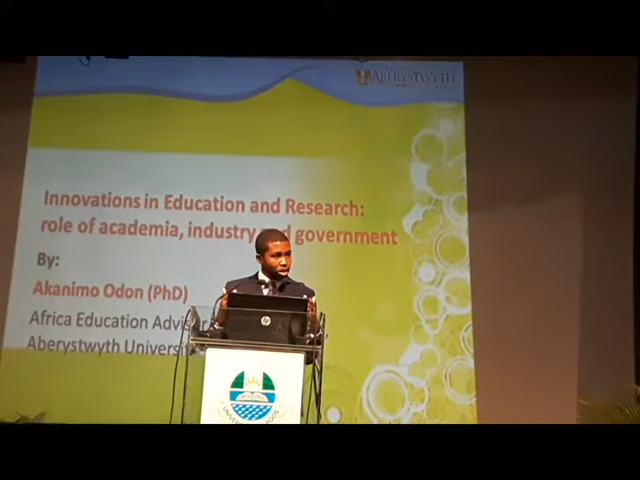 ABERYSTWYTH
Innovations in Education and Research:
role of academia, industry and government
By:
Akanimo Odon (PhD)
Africa Education Advis
Aberystwyth Universi
hp